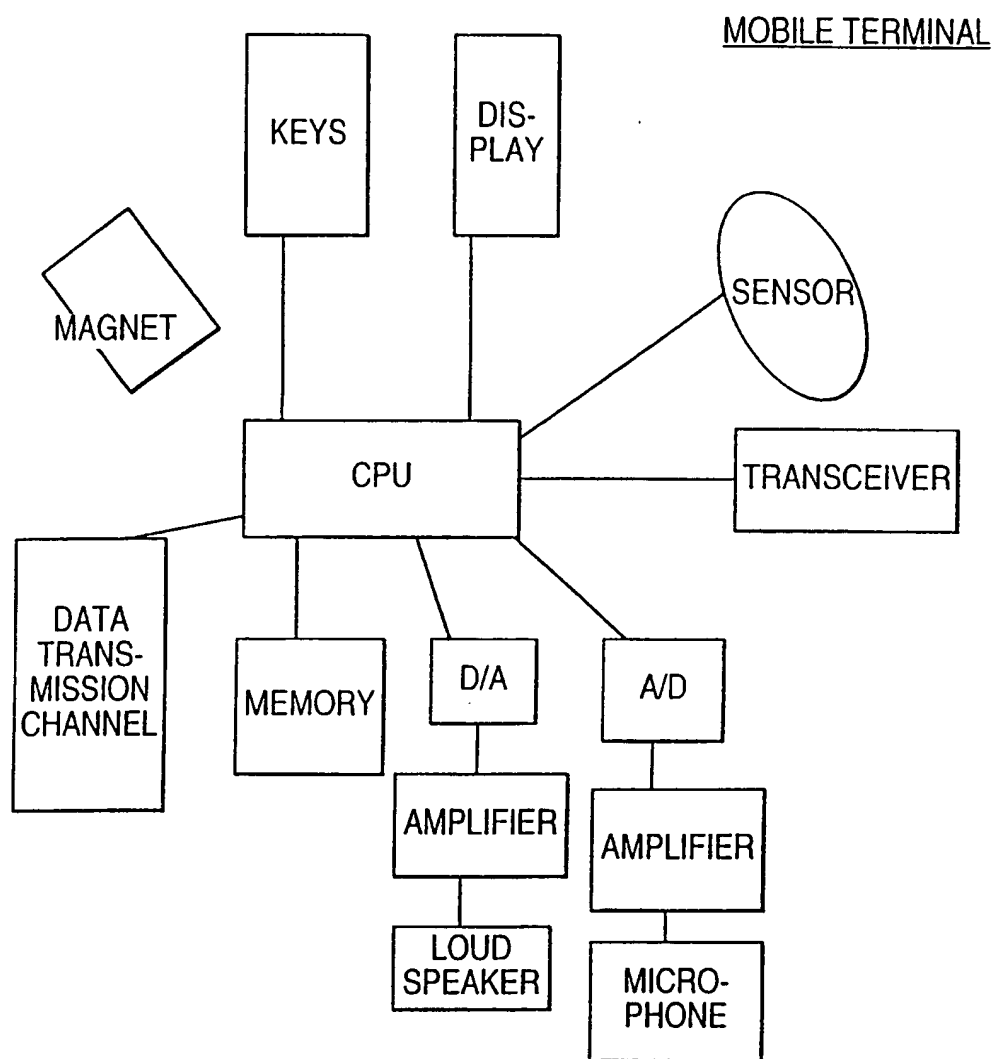 MOBILE TERMINAL
KEYS
DIS-
PLAY
SENSOR
MAGNET
CPU
TRANSCEIVER
DATA
TRANS-
MISSION
CHANNEL
MEMORY
D/A
A/D
AMPLIFIER
AMPLIFIER
LOUD
SPEAKER
MICRO-
PHONE